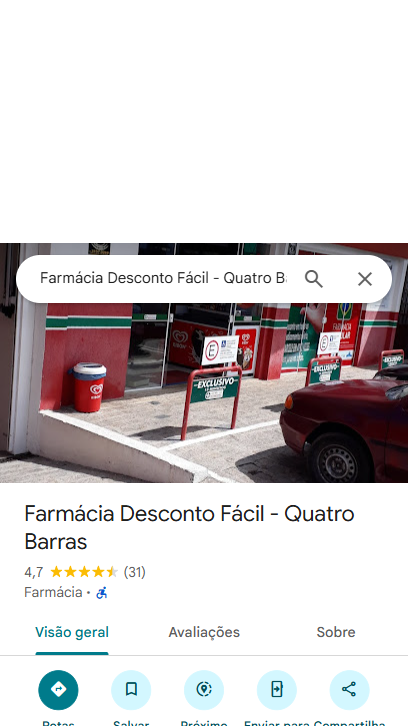 Farmácia Desconto Fácil - Quatro Ba
EXCLUSIVO
EXCLUSIVO
Farmácia Desconto Fácil - Quatro
Barras
4,7 (31)
Farmácia
Visão geral Avaliações Sobre
Rotas Salvar Próximo Enviar para Compartilha